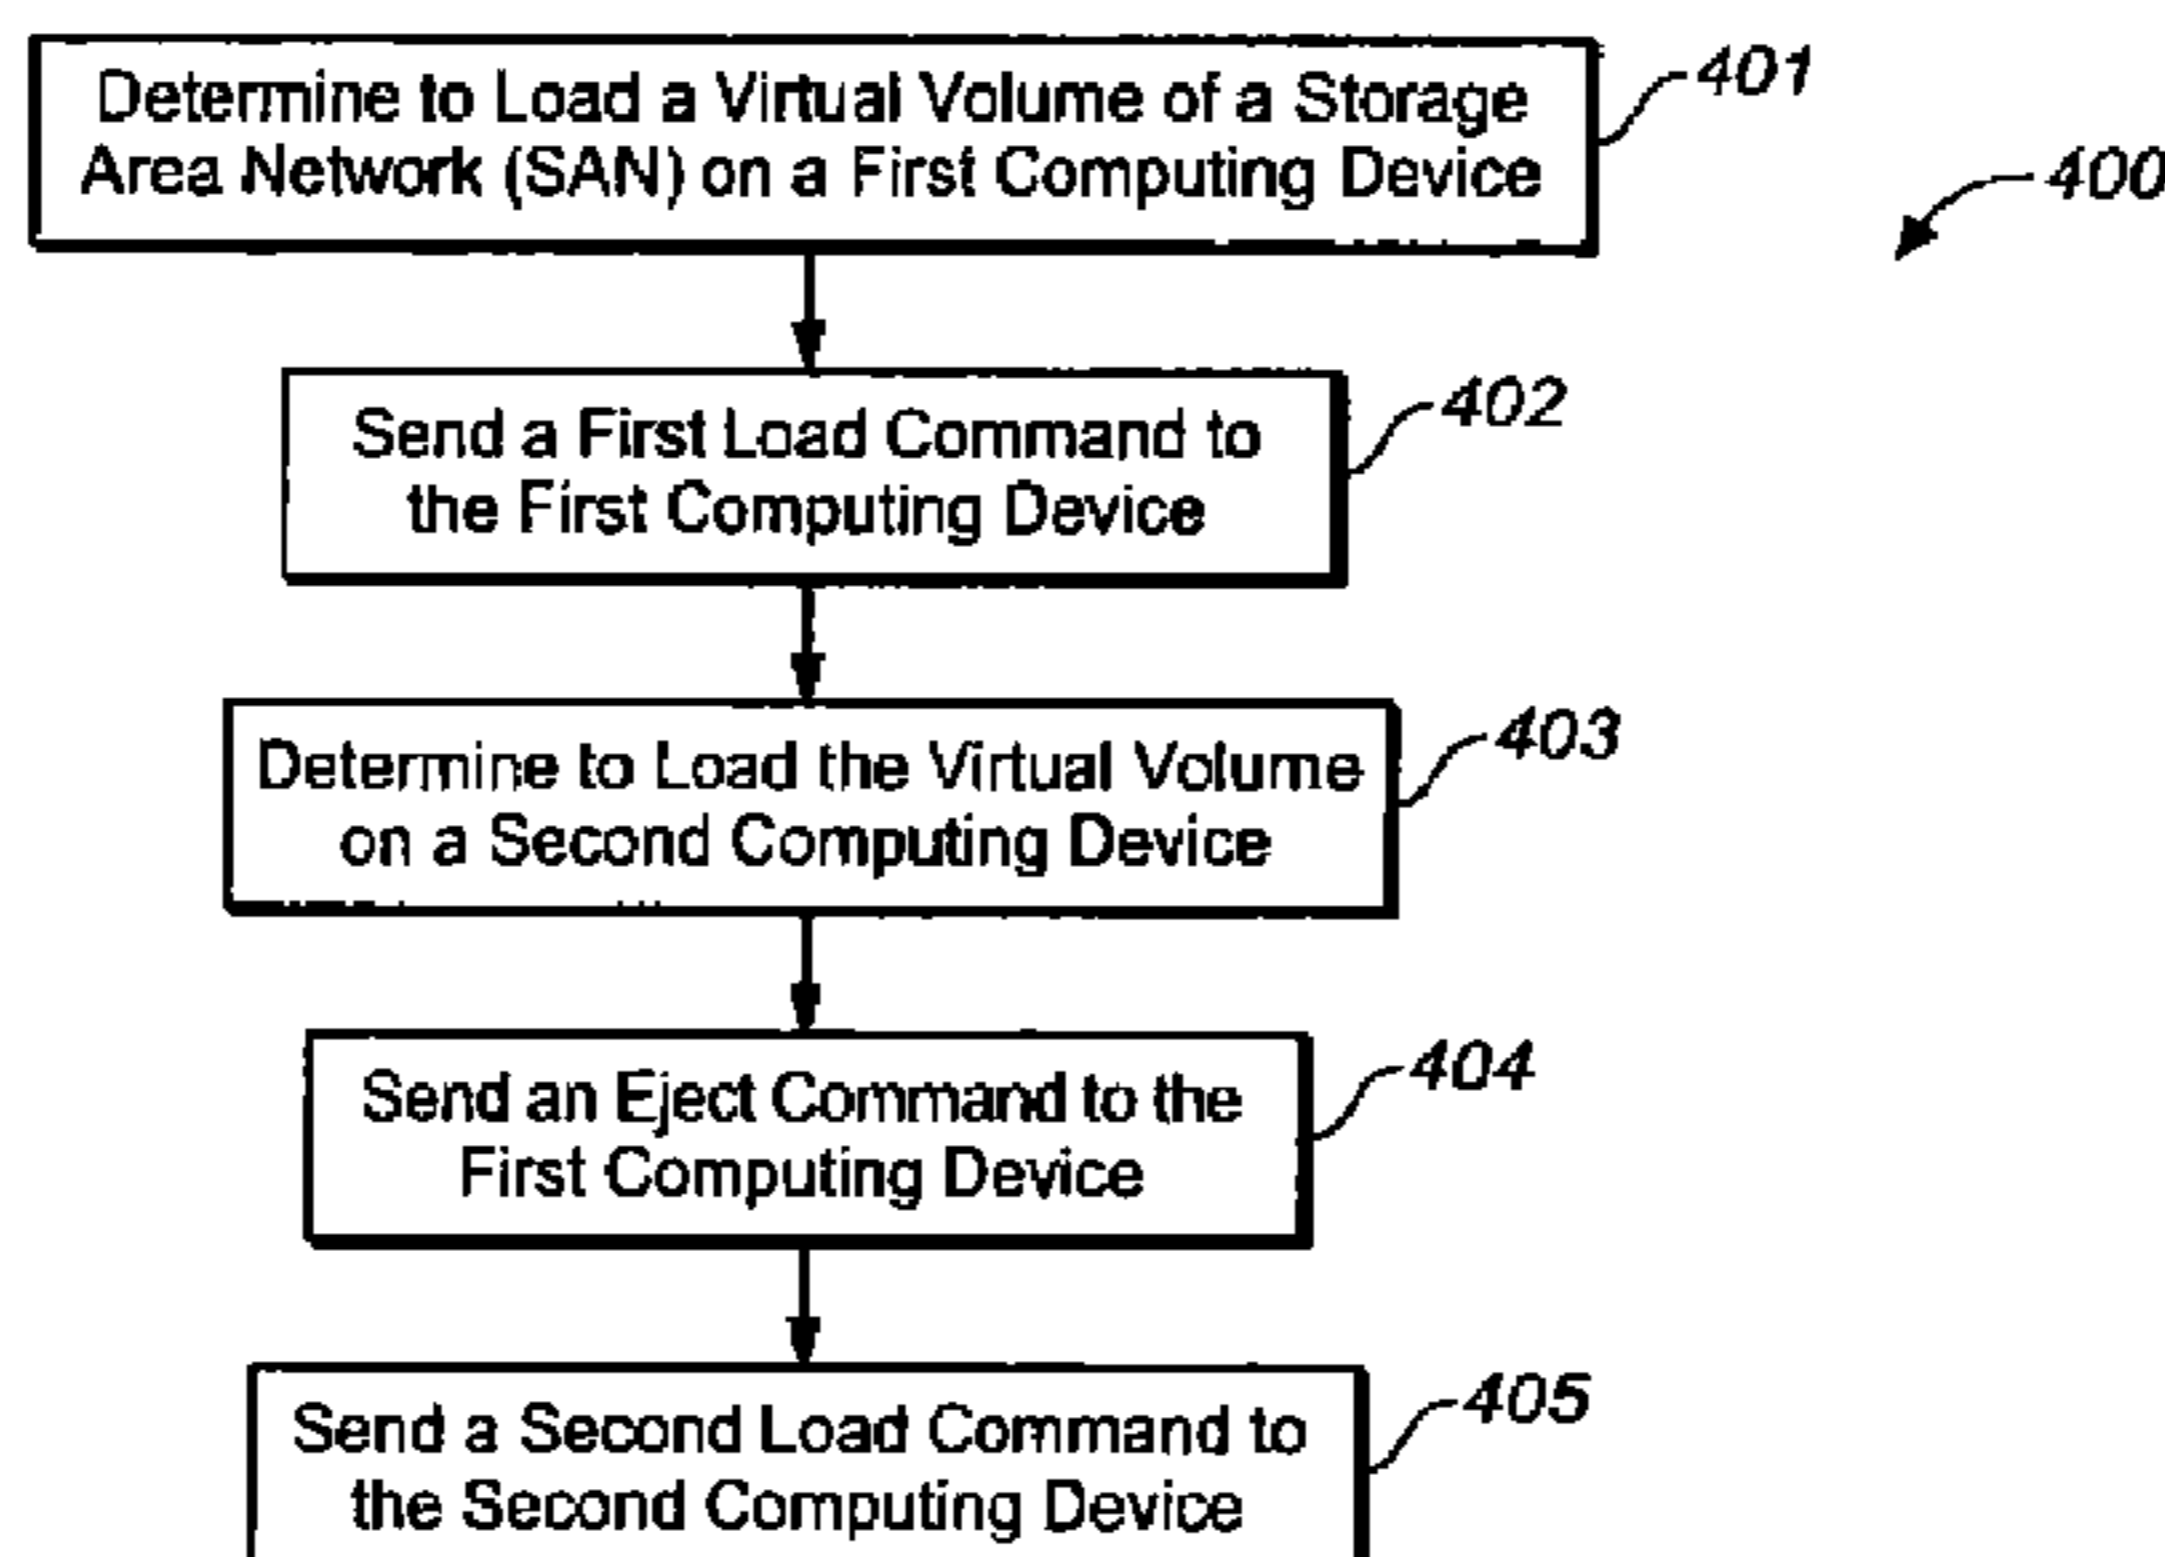 Determine to Load a Virtual Volume of a Storage
Area Network (SAN) on a First Computing Device
401
400
Send a First Load Command to
the First Computing Device
402
Determine to Load the Virtual Volume
on a Second Computing Device
403
Send an Eject Command to the
First Computing Device
404
Send a Second Load Command to
the Second Computing Device
405